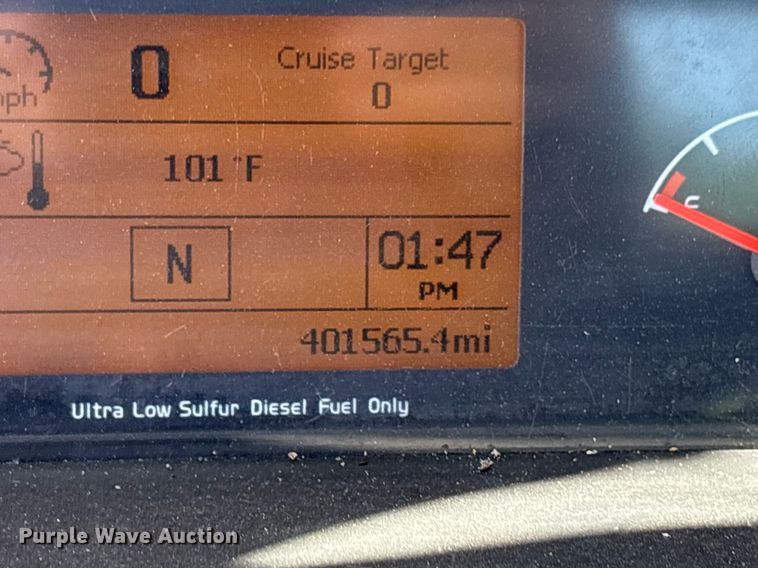 Cruise Target
0
0
mph
101 °F
N
01:47
PM
401565.4mi
Ultra Low Sulfur Diesel Fuel Only
Purple Wave Auction